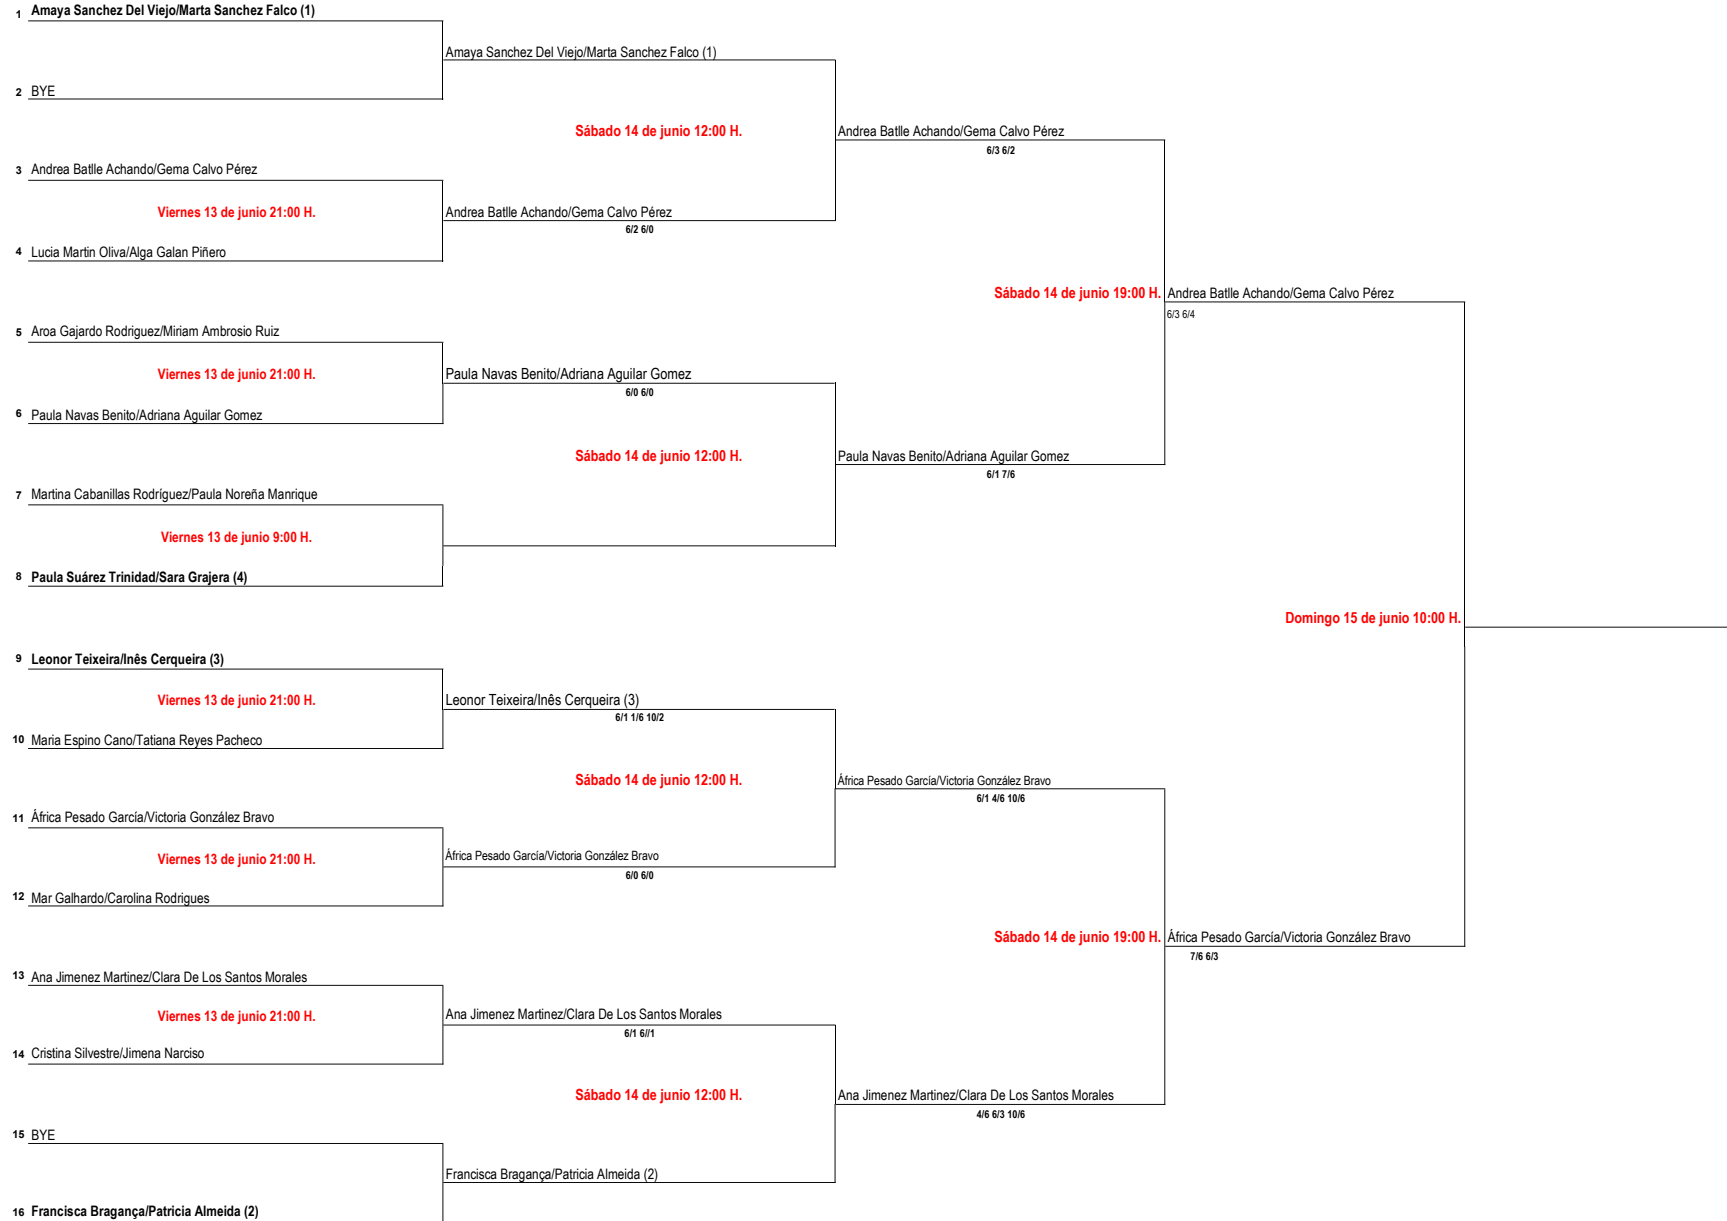 1 Amaya Sanchez Del Viejo/Marta Sanchez Falco (1)
Amaya Sanchez Del Viejo/Marta Sanchez Falco (1)
2 BYE
Sábado 14 de junio 12:00 H.
Andrea Batlle Achando/Gema Calvo Pérez
6/3 6/2
3 Andrea Batlle Achando/Gema Calvo Pérez
Viernes 13 de junio 21:00 H.
Andrea Batlle Achando/Gema Calvo Pérez
6/2 6/0
4 Lucia Martin Oliva/Alga Galan Piñero
Sábado 14 de junio 19:00 H.
Andrea Batlle Achando/Gema Calvo Pérez
6/3 6/4
5 Aroa Gajardo Rodriguez/Miriam Ambrosio Ruiz
Viernes 13 de junio 21:00 H.
Paula Navas Benito/Adriana Aguilar Gomez
6/0 6/0
6 Paula Navas Benito/Adriana Aguilar Gomez
Sábado 14 de junio 12:00 H.
Paula Navas Benito/Adriana Aguilar Gomez
6/1 7/6
7 Martina Cabanillas Rodríguez/Paula Noreña Manrique
Viernes 13 de junio 9:00 H.
8 Paula Suárez Trinidad/Sara Grajera (4)
Domingo 15 de junio 10:00 H.
9 Leonor Teixeira/Inês Cerqueira (3)
Viernes 13 de junio 21:00 H.
Leonor Teixeira/Inês Cerqueira (3)
6/1 1/6 10/2
10 Maria Espino Cano/Tatiana Reyes Pacheco
Sábado 14 de junio 12:00 H.
África Pesado García/Victoria González Bravo
6/1 4/6 10/6
11 África Pesado García/Victoria González Bravo
Viernes 13 de junio 21:00 H.
África Pesado García/Victoria González Bravo
6/0 6/0
12 Mar Galhardo/Carolina Rodrigues
Sábado 14 de junio 19:00 H.
África Pesado García/Victoria González Bravo
7/6 6/3
13 Ana Jimenez Martinez/Clara De Los Santos Morales
Viernes 13 de junio 21:00 H.
Ana Jimenez Martinez/Clara De Los Santos Morales
6/1 6//1
14 Cristina Silvestre/Jimena Narciso
Sábado 14 de junio 12:00 H.
Ana Jimenez Martinez/Clara De Los Santos Morales
4/6 6/3 10/6
15 BYE
Francisca Bragança/Patricia Almeida (2)
16 Francisca Bragança/Patricia Almeida (2)